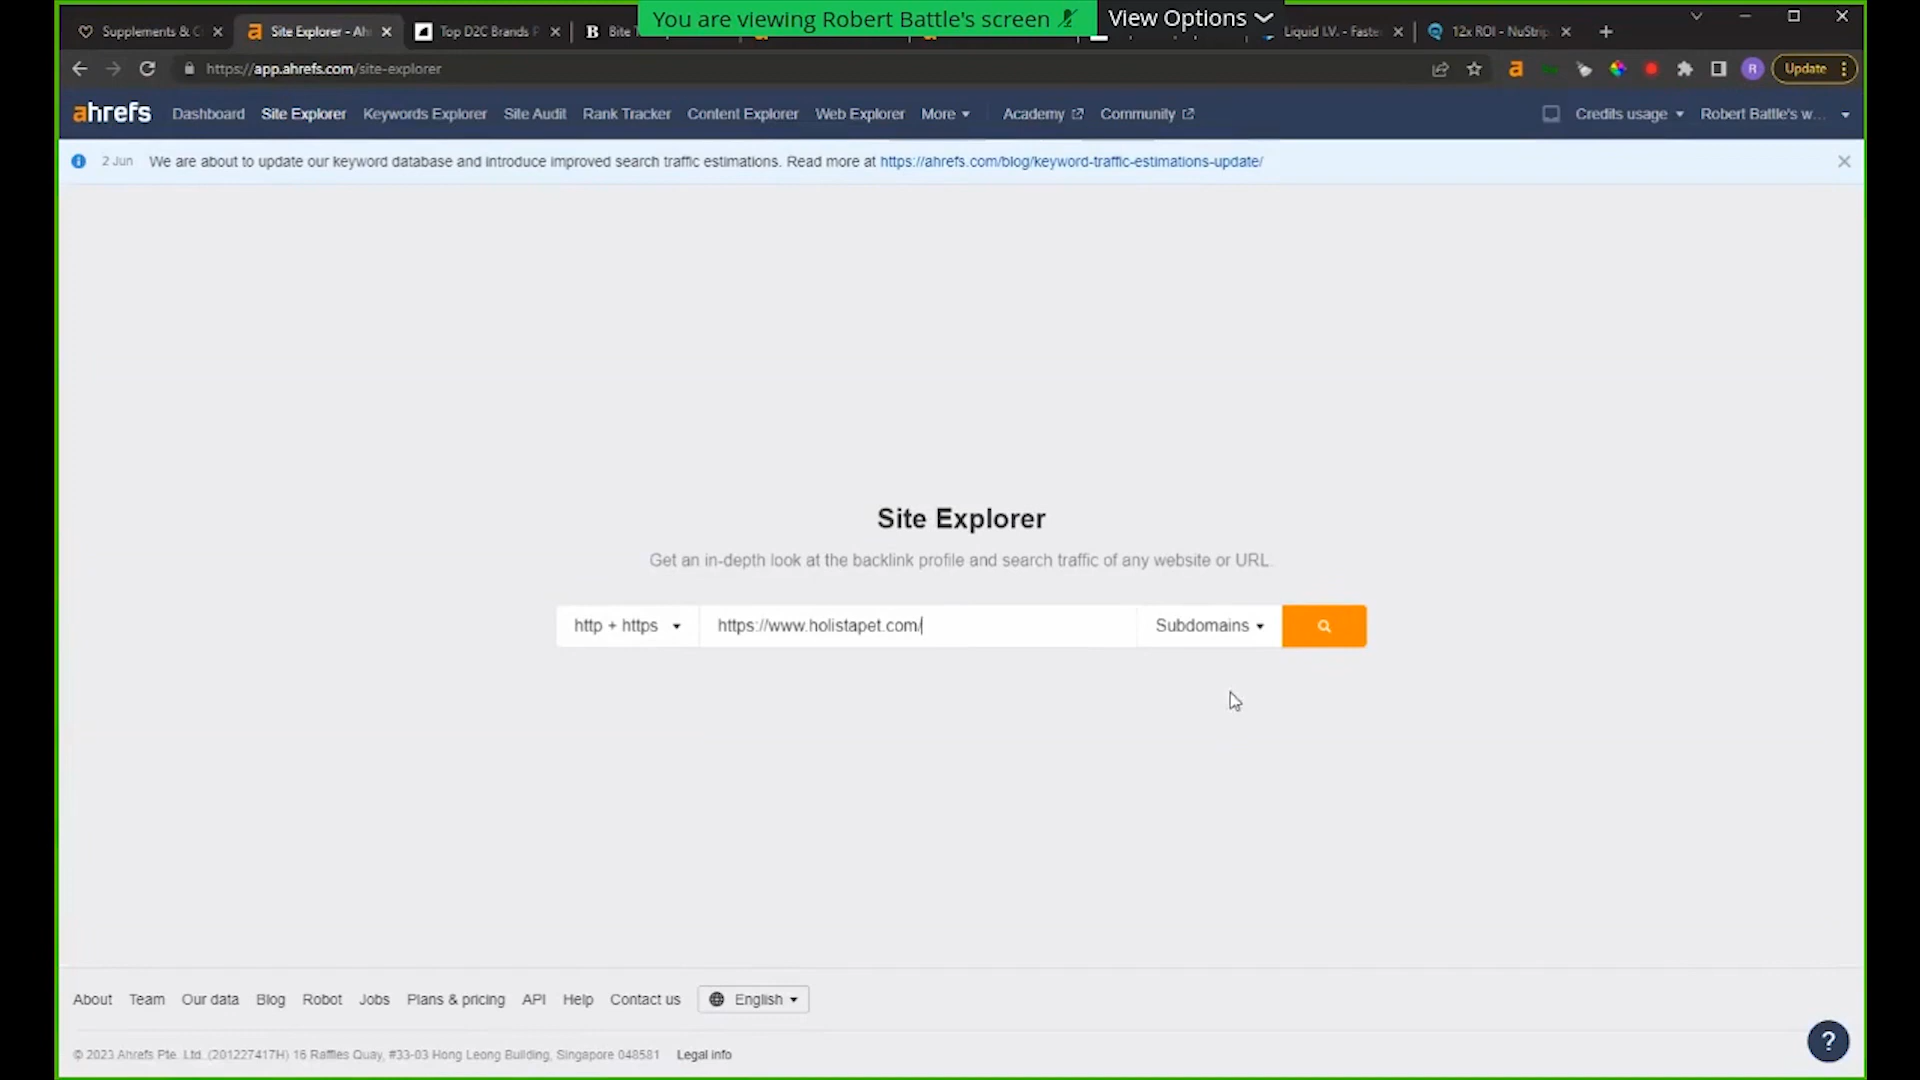 You are viewing Robert Battle's screen
View Options
Supplements & C
Site Explorer - Ah
Top D2C Brands
B
Bite
Liquid I.V. - Faste
12x ROI - NuStrip
https://app.ahrefs.com/site-explorer
R
Update
ahrefs
Dashboard
Site Explorer
Keywords Explorer
Site Audit
Rank Tracker
Content Explorer
Web Explorer
More
Academy
Community
Credits usage
Robert Battle's w...
2 Jun
We are about to update our keyword database and introduce improved search traffic estimations. Read more at https://ahrefs.com/blog/keyword-traffic-estimations-update/
Site Explorer
Get an in-depth look at the backlink profile and search traffic of any website or URL.
http + https
https://www.holistapet.com/
Subdomains
About
Team
Our data
Blog
Robot
Jobs
Plans & pricing
API
Help
Contact us
English
© 2023 Ahrefs Pte. Ltd. (201227417H) 16 Raffles Quay, #33-03 Hong Leong Building, Singapore 048581
Legal info
?